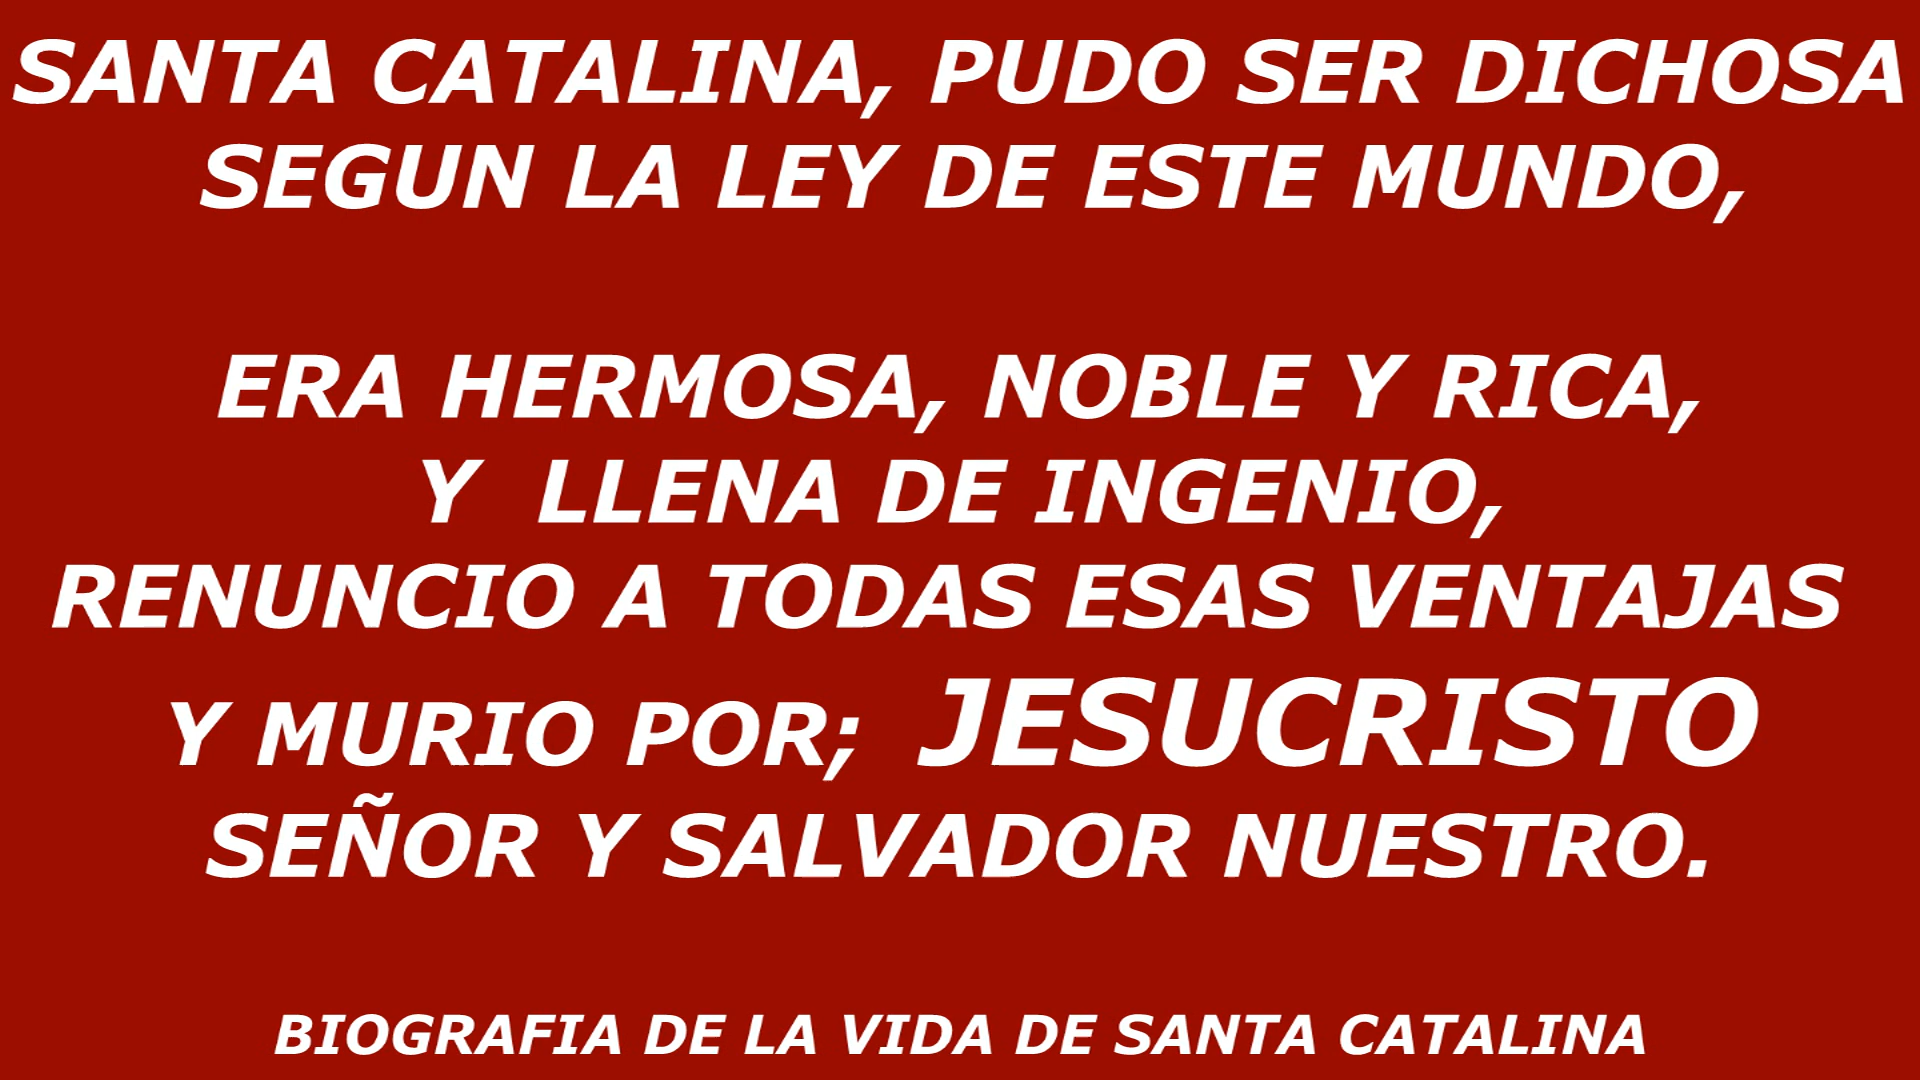 SANTA CATALINA, PUDO SER DICHOSA
SEGUN LA LEY DE ESTE MUNDO,
ERA HERMOSA, NOBLE Y RICA,
Y LLENA DE INGENIO,
RENUNCIO A TODAS ESAS VENTAJAS
Y MURIO POR; JESUCRISTO
SEÑOR Y SALVADOR NUESTRO.
BIOGRAFIA DE LA VIDA DE SANTA CATALINA